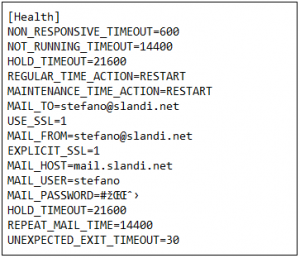 [Health]
NON_RESPONSIVE_TIMEOUT=600
NOT_RUNNING_TIMEOUT=14400
HOLD_TIMEOUT=21600
REGULAR_TIME_ACTION=RESTART
MAINTENANCE_TIME_ACTION=RESTART
MAIL_TO=stefano@slandi.net
USE_SSL=1
MAIL_FROM=stefano@slandi.net
EXPLICIT_SSL=1
MAIL_HOST=mail.slandi.net
MAIL_USER=stefano
MAIL_PASSWORD=#žŒŒˆ›
HOLD_TIMEOUT=21600
REPEAT_MAIL_TIME=14400
UNEXPECTED_EXIT_TIMEOUT=30